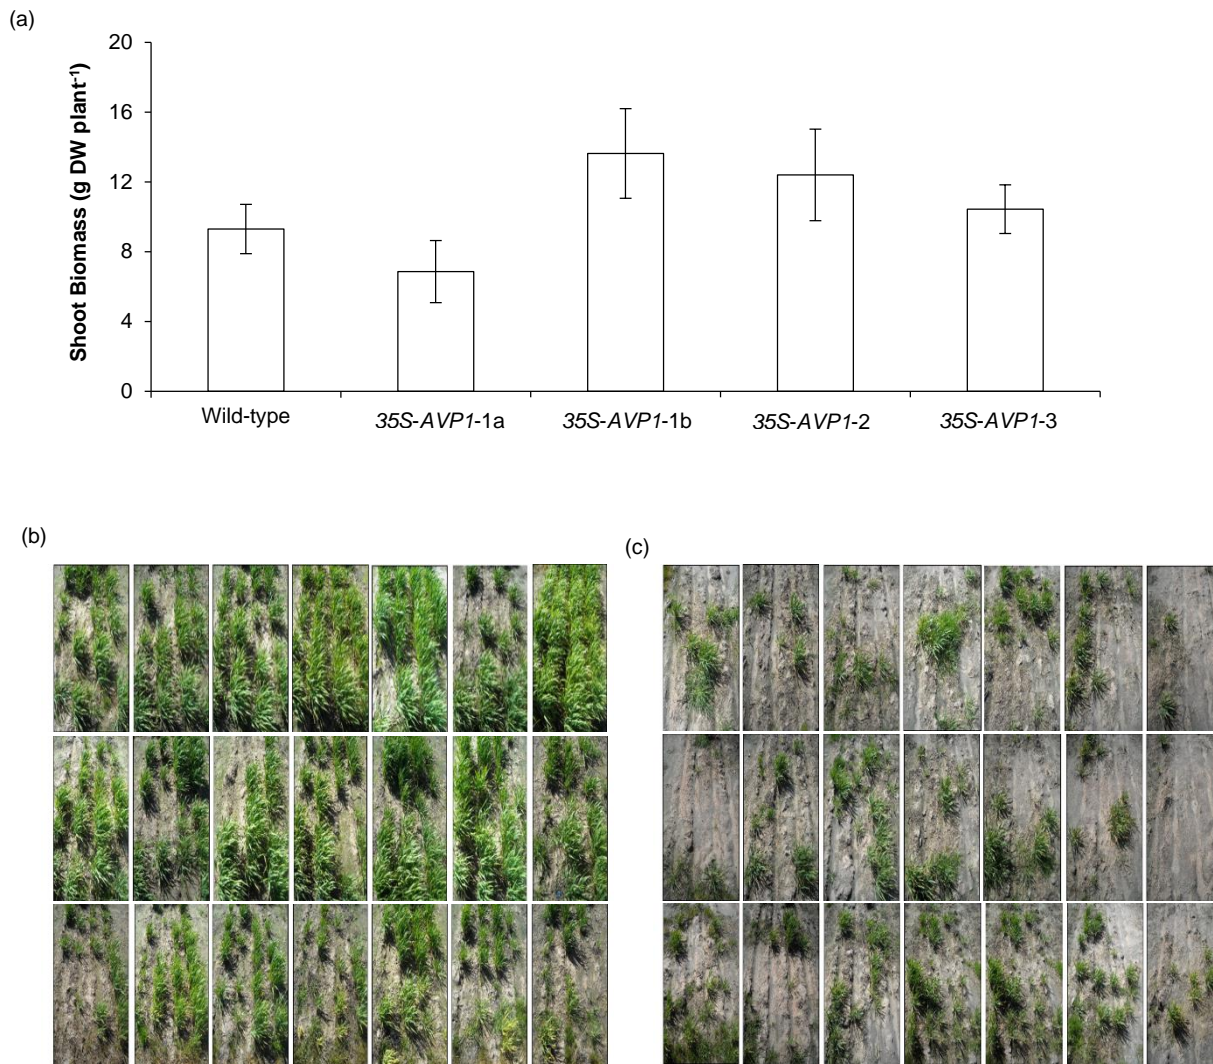 (a)
20
16
12
8
4
0
Shoot Biomass (g DW plant⁻¹)
Wild-type 35S-AVP1-1a 35S-AVP1-1b 35S-AVP1-2 35S-AVP1-3
(b)
(c)